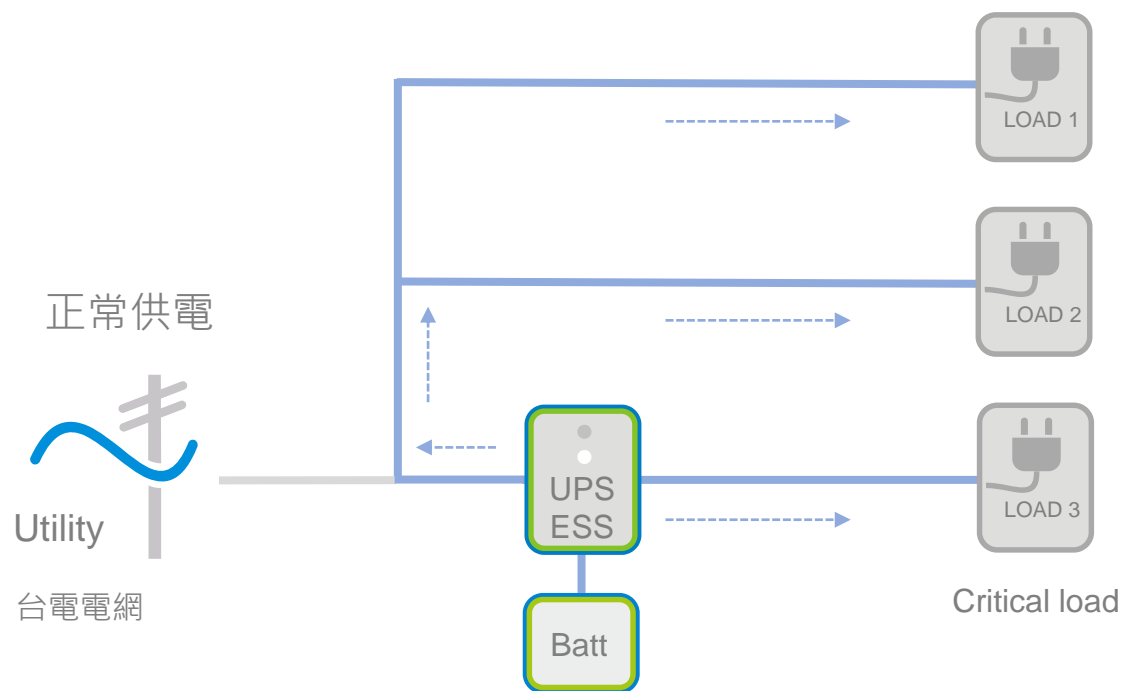 LOAD 1
LOAD 2
正常供電
UPS
ESS
LOAD 3
Utility
台電電網
Critical load
Batt